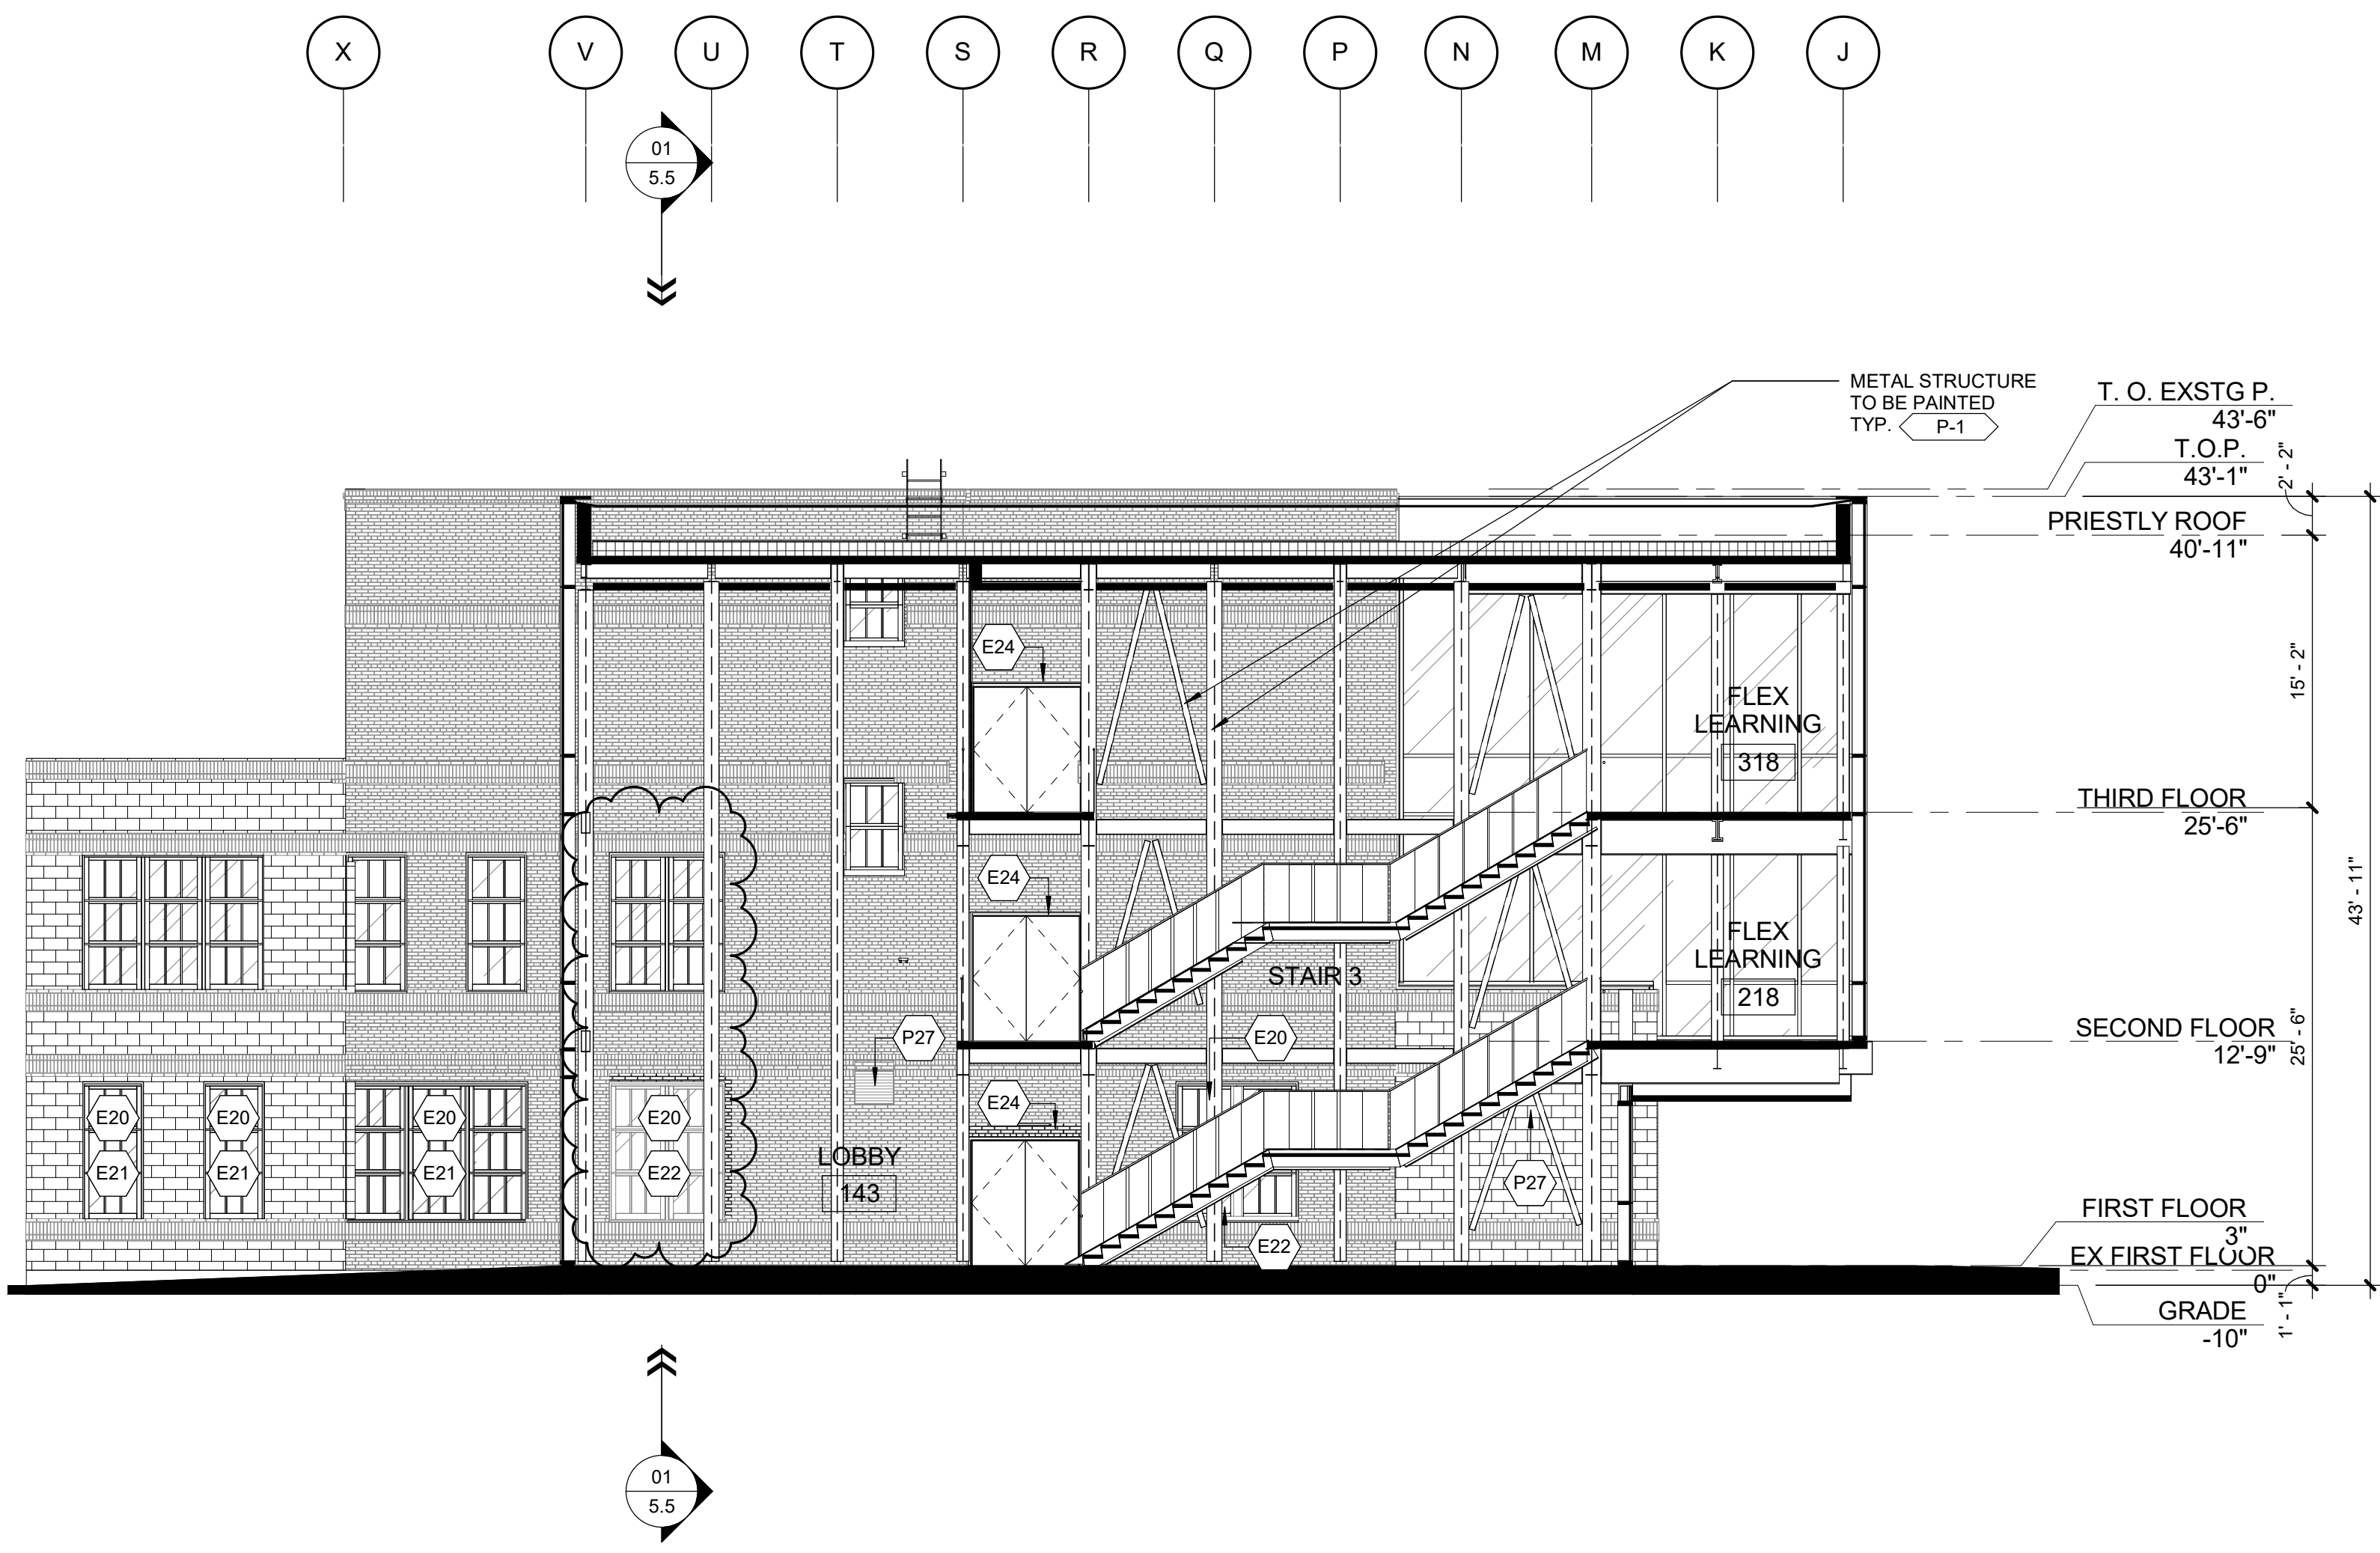 X
V
U
T
S
R
Q
P
N
M
K
J
01
5.5
METAL STRUCTURE
TO BE PAINTED
TYP. P-1
T. O. EXSTG P.
43'-6"
T.O.P.
43'-1"
2' - 2"
PRIESTLY ROOF
40'-11"
E24
15' - 2"
FLEX
LEARNING
318
THIRD FLOOR
25'-6"
E24
43' - 11"
FLEX
LEARNING
218
STAIR 3
P27
E20
SECOND FLOOR
12'-9"
25' - 6"
E20
E20
E20
E20
E24
E21
E21
E21
E22
LOBBY
143
P27
E22
FIRST FLOOR
3"
EX FIRST FLOOR
0"
GRADE
-10"
1' - 1"
01
5.5